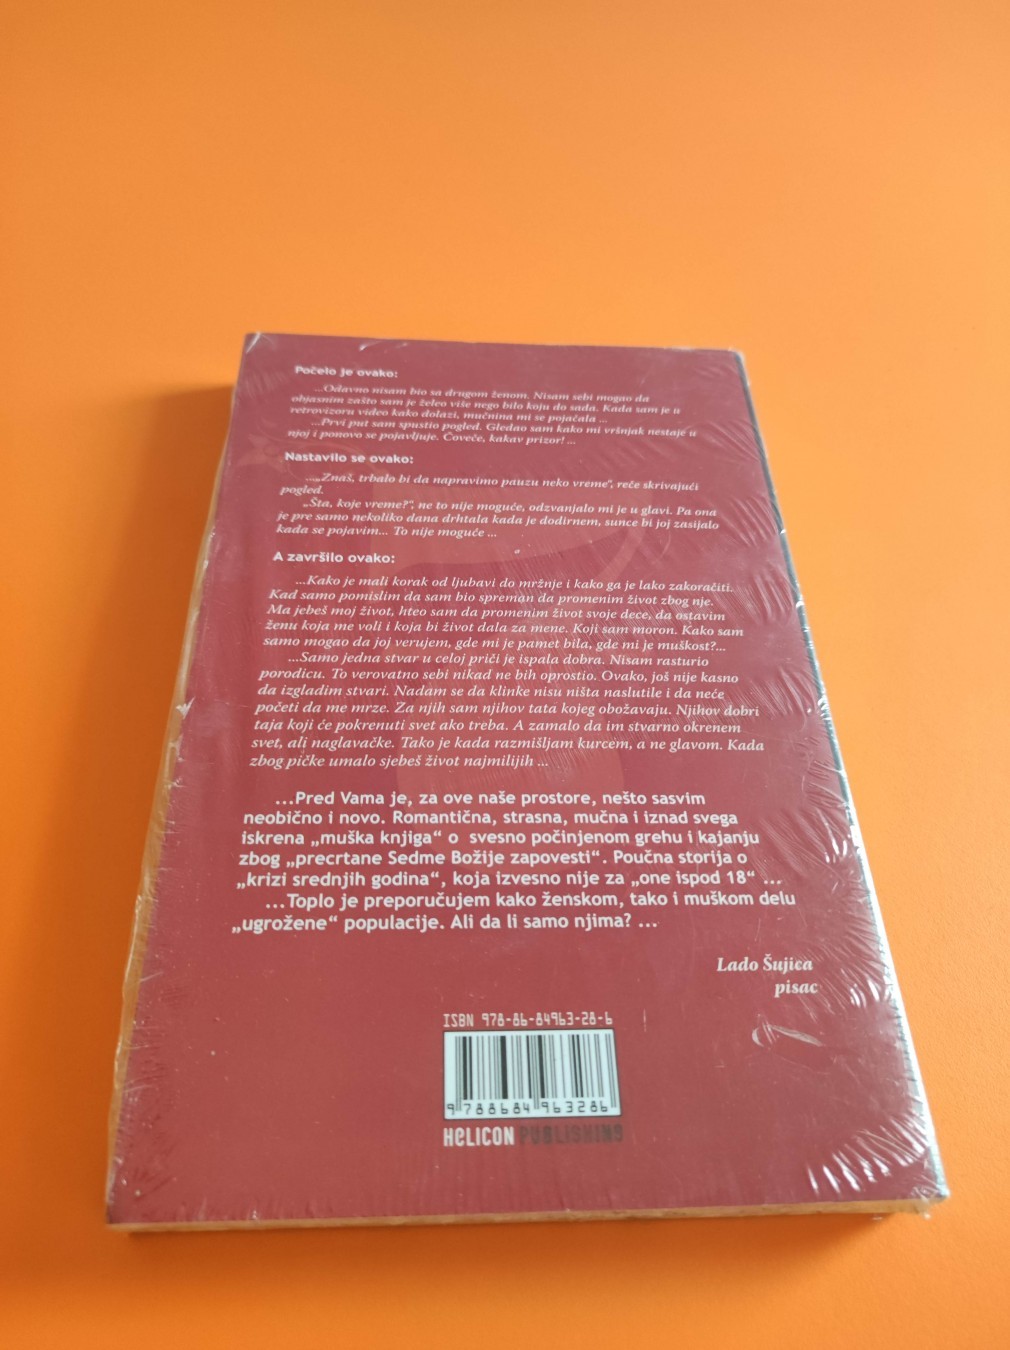 Počelo je ovako:
...Odavno nisam bio sa drugom ženom. Nisam sebi mogao da
objasnim zašto sam je želeo više nego bilo koju do sada. Kada sam je u
retrovizoru video kako dolazi, mučnina mi se pojačala ...
...Prvi put sam spustio pogled. Gledao sam kako mi vršnjak nestaje u
njoj i ponovo se pojavljuje. Čoveče, kakav prizor! ...
Nastavilo se ovako:
...„Znaš, trbalo bi da napravimo pauzu neko vreme“, reče skrivajući
pogled.
„Šta, koje vreme?“, ne to nije moguće, odzvanjalo mi je u glavi. Pa ona
je pre samo nekoliko dana drhtala kada je dodirnem, sunce bi joj zasijalo
kada se pojavim... To nije moguće ...
A završilo ovako:
...Kako je mali korak od ljubavi do mržnje i kako ga je lako zakoračiti.
Kad samo pomislim da sam bio spreman da promenim život zbog nje.
Ma jebeš moj život, hteo sam da promenim život svoje dece, da ostavim
ženu koja me voli i koja bi život dala za mene. Koji sam moron. Kako sam
samo mogao da joj verujem, gde mi je pamet bila, gde mi je muškost?...
...Samo jedna stvar u celoj priči je ispala dobra. Nisam rasturio
porodicu. To verovatno sebi nikad ne bih oprostio. Ovako, još nije kasno
da izgladim stvari. Nadam se da klinke nisu ništa naslutile i da neće
početi da me mrze. Za njih sam njihov tata kojeg obožavaju. Njihov dobri
taja koji će pokrenuti svet ako treba. A zamalo da im stvarno okrenem
svet, ali naglavačke. Tako je kada razmišljam kurcem, a ne glavom. Kada
zbog pičke umalo sjebeš život najmilijih ...
...Pred Vama je, za ove naše prostore, nešto sasvim
neobično i novo. Romantična, strasna, mučna i iznad svega
iskrena „muška knjiga“ o svesno počinjenom grehu i kajanju
zbog „precrtane Sedme Božije zapovesti“. Poučna storija o
„krizi srednjih godina“, koja izvesno nije za „one ispod 18“ ...
...Toplo je preporučujem kako ženskom, tako i muškom delu
„ugrožene“ populacije. Ali da li samo njima? ...
Lado Šujica
pisac
ISBN 978-86-84963-28-6
9 788684 963286
HELICON PUBLISHING